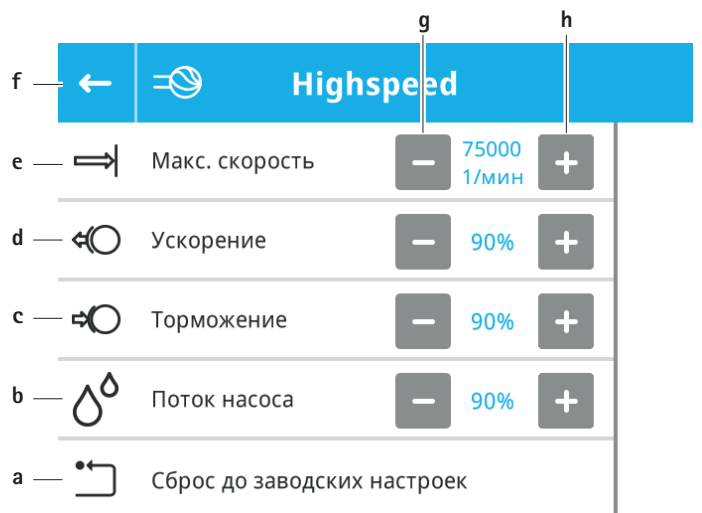 g h
f Highspeed
e Макс. скорость 75000 1/мин
d Ускорение 90%
c Торможение 90%
b Поток насоса 90%
a Сброс до заводских настроек